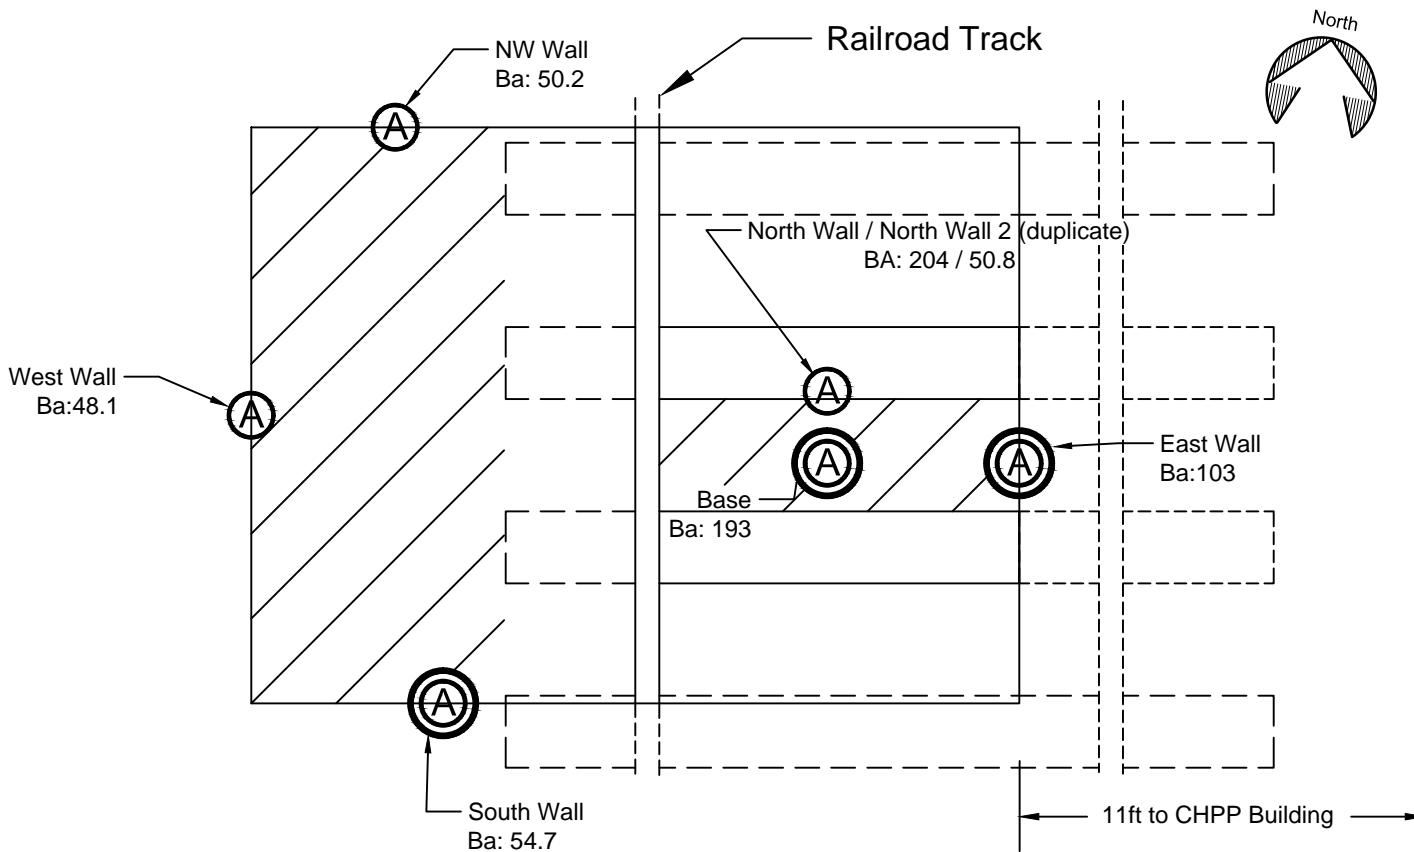 North
Railroad Track
NW Wall
Ba: 50.2
A
North Wall / North Wall 2 (duplicate)
BA: 204 / 50.8
West Wall
Ba:48.1
A
A
A
A
East Wall
Ba:103
Base
Ba: 193
A
South Wall
Ba: 54.7
11ft to CHPP Building